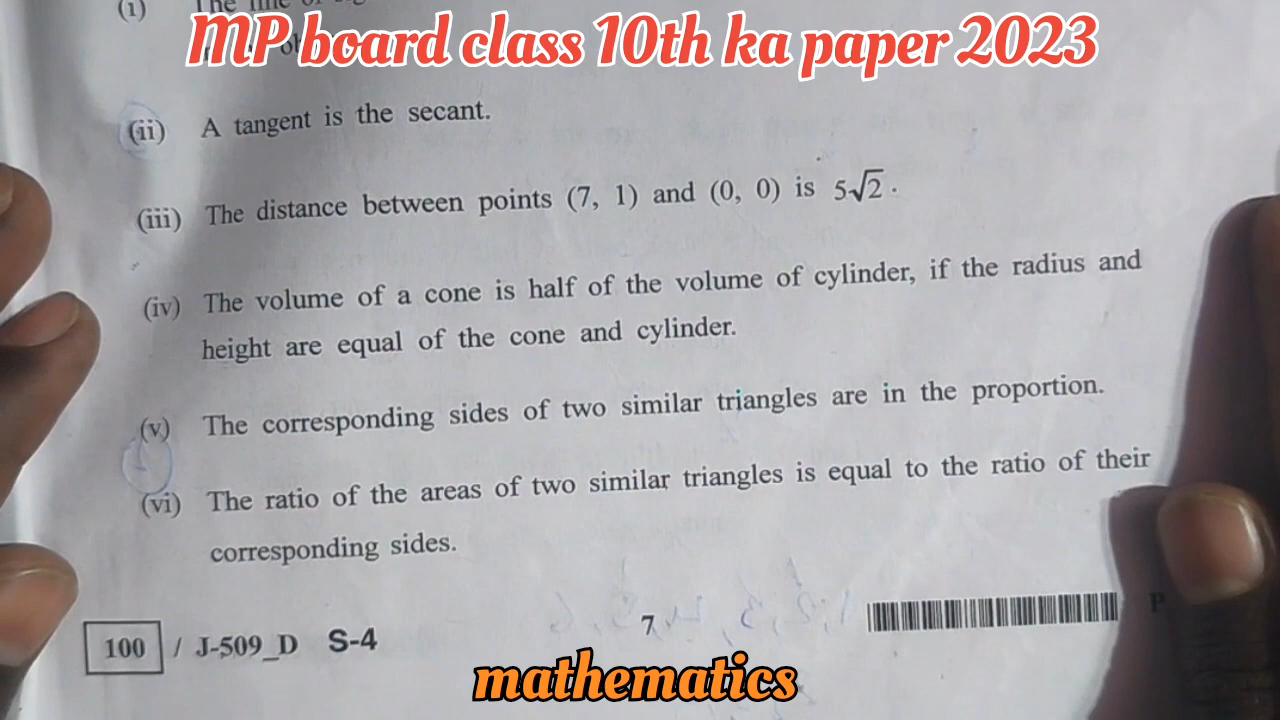 (i) The line of
MP board class 10th ka paper 2023
(ii) A tangent is the secant.
(iii) The distance between points (7, 1) and (0, 0) is 5√2.
(iv) The volume of a cone is half of the volume of cylinder, if the radius and
height are equal of the cone and cylinder.
(v) The corresponding sides of two similar triangles are in the proportion.
(vi) The ratio of the areas of two similar triangles is equal to the ratio of their
corresponding sides.
100 / J-509_D S-4
7
P
mathematics